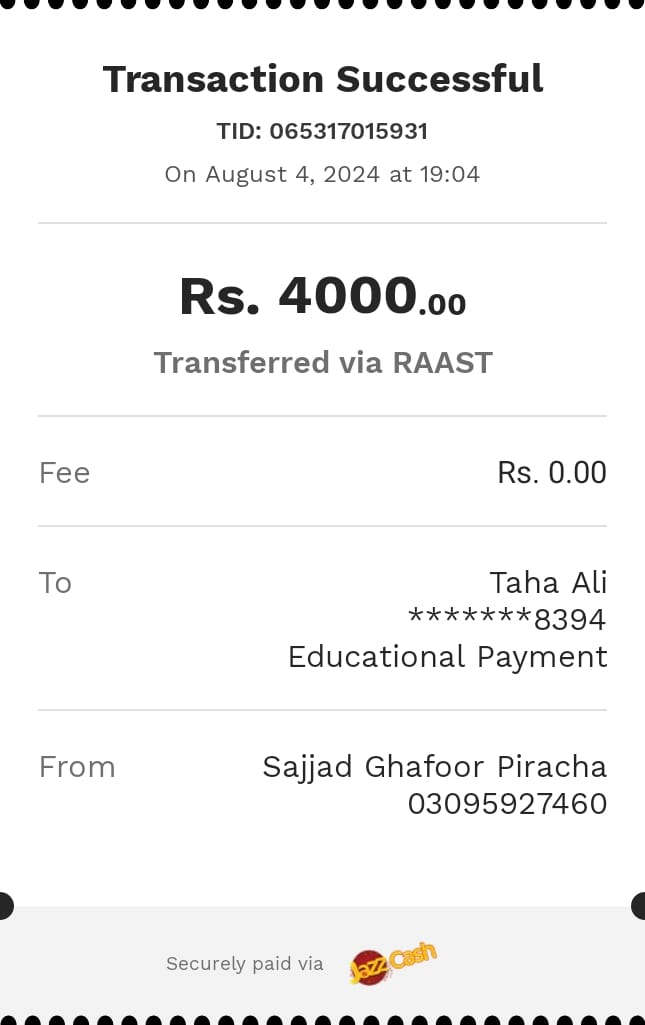 Transaction Successful
TID: 065317015931
On August 4, 2024 at 19:04
Rs. 4000.00
Transferred via RAAST
Fee Rs. 0.00
To Taha Ali
*******8394
Educational Payment
From Sajjad Ghafoor Piracha
03095927460
Securely paid via JazzCash